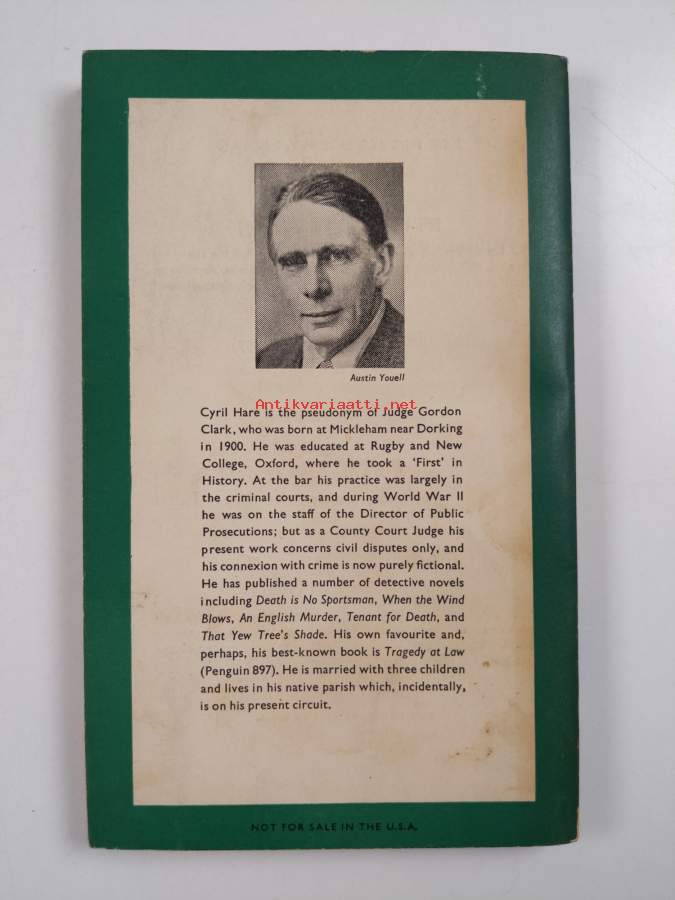 Austin Youell
Antikvariaatti.net
Cyril Hare is the pseudonym of Judge Gordon
Clark, who was born at Mickleham near Dorking
in 1900. He was educated at Rugby and New
College, Oxford, where he took a ‘First’ in
History. At the bar his practice was largely in
the criminal courts, and during World War II
he was on the staff of the Director of Public
Prosecutions; but as a County Court Judge his
present work concerns civil disputes only, and
his connexion with crime is now purely fictional.
He has published a number of detective novels
including Death is No Sportsman, When the Wind
Blows, An English Murder, Tenant for Death, and
That Yew Tree's Shade. His own favourite and,
perhaps, his best-known book is Tragedy at Law
(Penguin 897). He is married with three children
and lives in his native parish which, incidentally,
is on his present circuit.
NOT FOR SALE IN THE U.S.A.